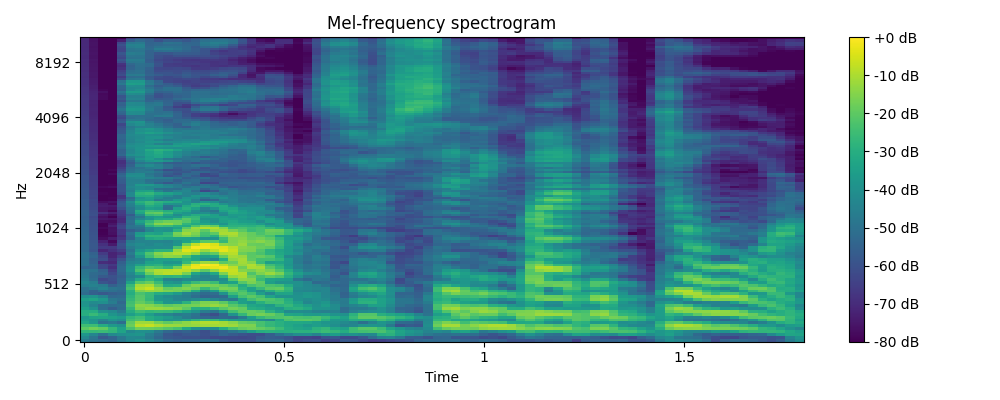 Mel-frequency spectrogram
Hz
8192
4096
2048
1024
512
0
0
0.5
1
1.5
Time
+0 dB
-10 dB
-20 dB
-30 dB
-40 dB
-50 dB
-60 dB
-70 dB
-80 dB